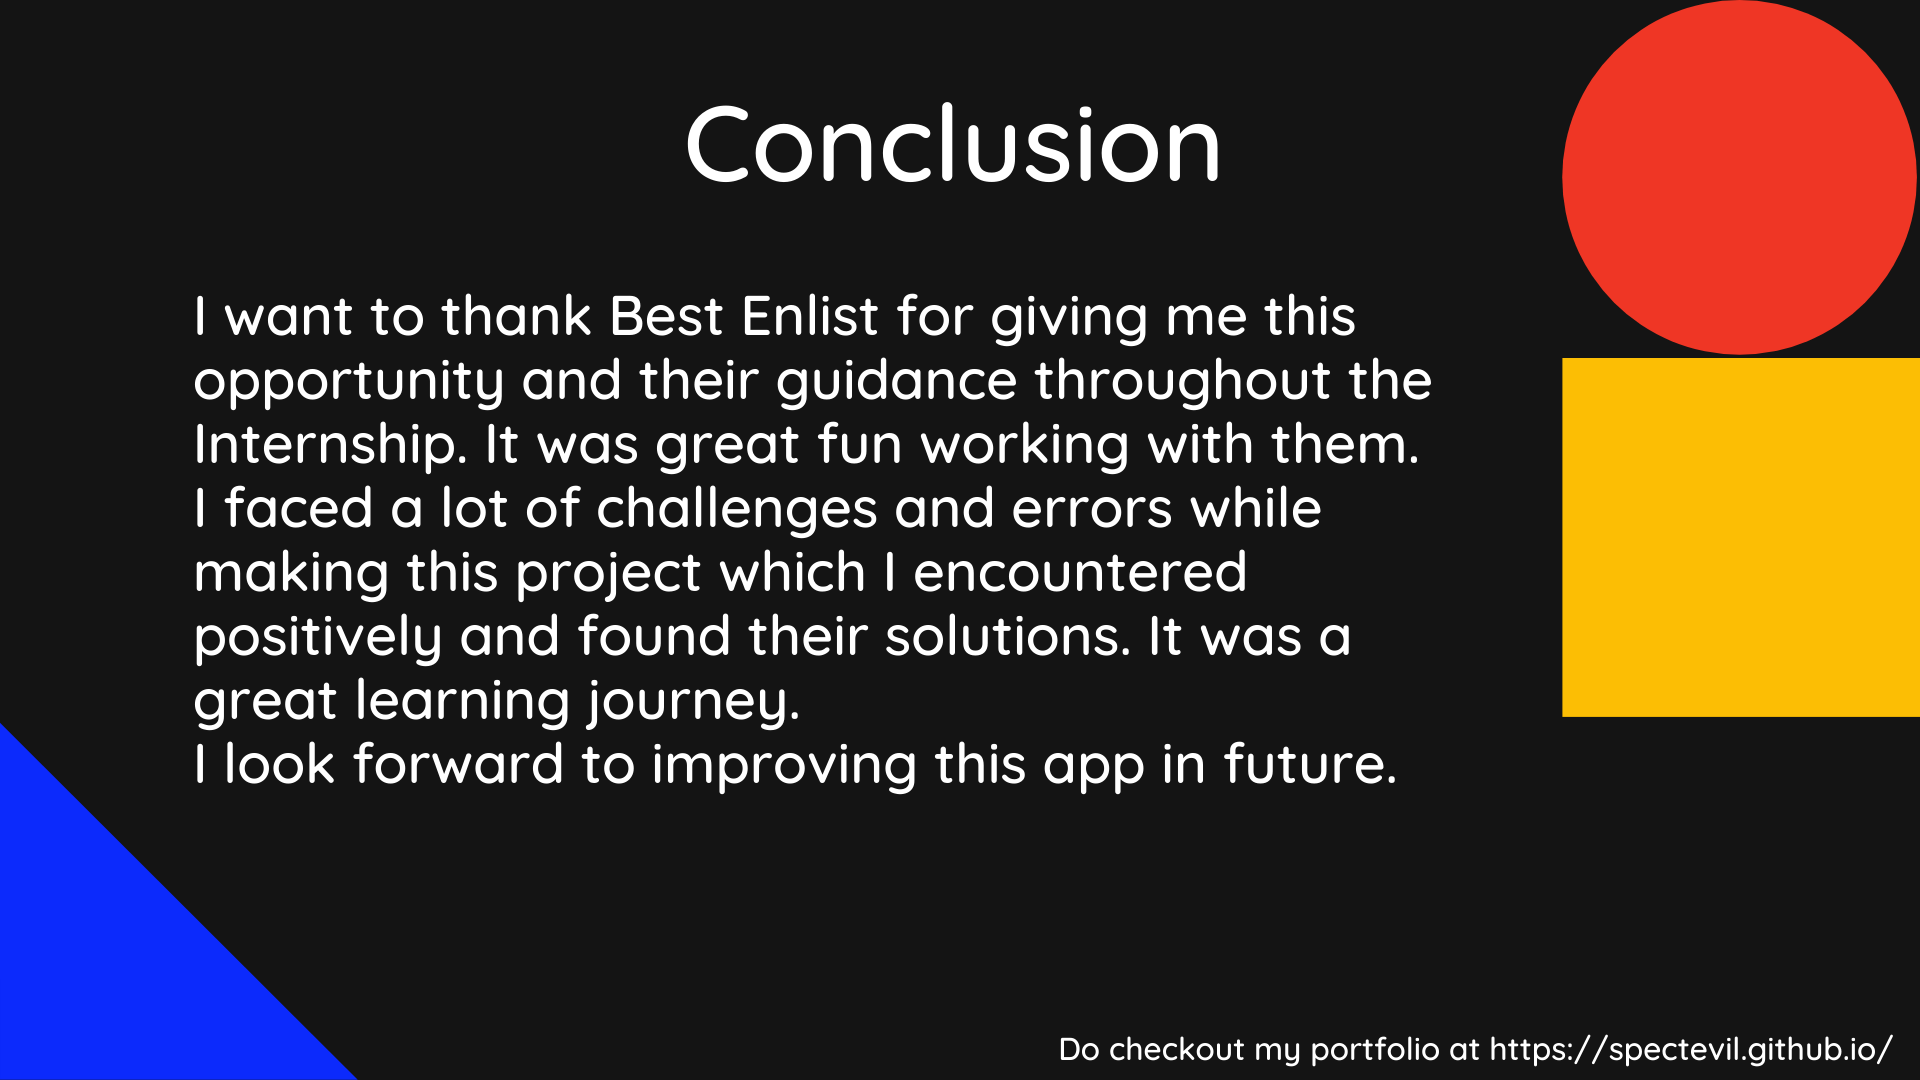 Conclusion
I want to thank Best Enlist for giving me this
opportunity and their guidance throughout the
Internship. It was great fun working with them.
I faced a lot of challenges and errors while
making this project which I encountered
positively and found their solutions. It was a
great learning journey.
I look forward to improving this app in future.
Do checkout my portfolio at https://spectevil.github.io/